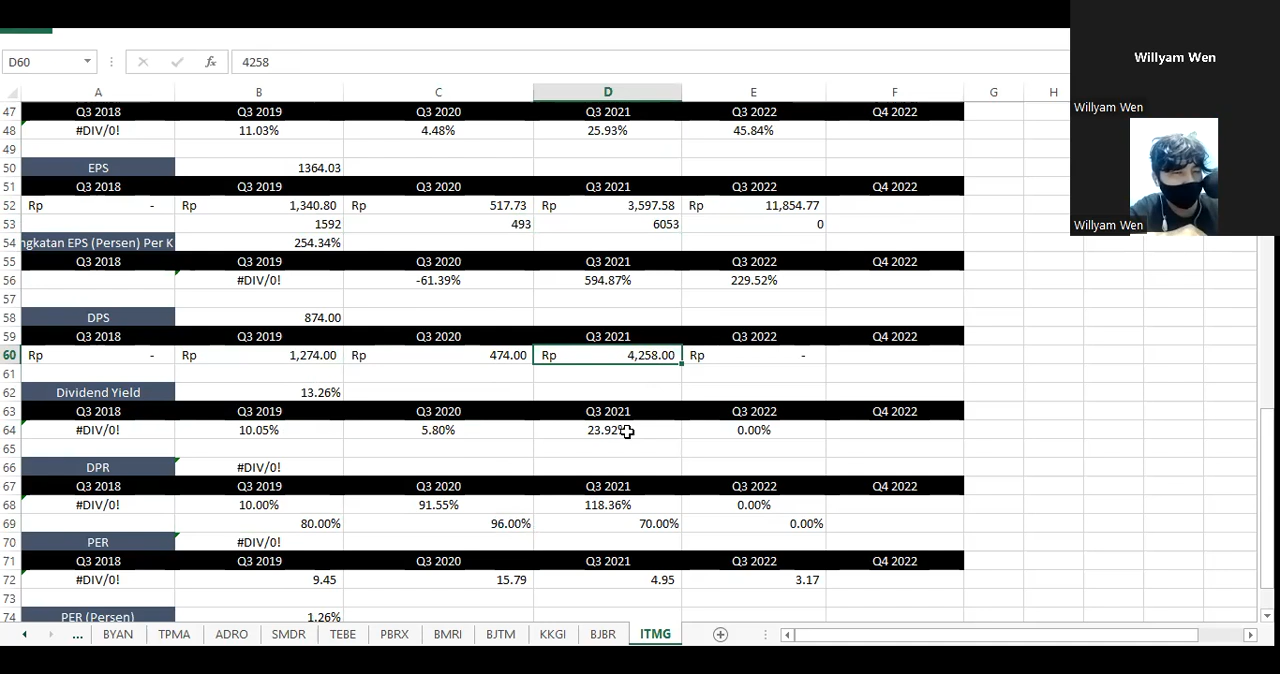 Willyam Wen
D60 fx 4258
Willyam Wen
A B C D E F G H
47 Q3 2018 Q3 2019 Q3 2020 Q3 2021 Q3 2022 Q4 2022
48 #DIV/0! 11.03% 4.48% 25.93% 45.84%
49
50 EPS 1364.03
51 Q3 2018 Q3 2019 Q3 2020 Q3 2021 Q3 2022 Q4 2022
52 Rp - Rp 1,340.80 Rp 517.73 Rp 3,597.58 Rp 11,854.77
53 1592 493 6053 0
Willyam Wen
54 ngkatan EPS (Persen) Per K 254.34%
55 Q3 2018 Q3 2019 Q3 2020 Q3 2021 Q3 2022 Q4 2022
56 #DIV/0! -61.39% 594.87% 229.52%
57
58 DPS 874.00
59 Q3 2018 Q3 2019 Q3 2020 Q3 2021 Q3 2022 Q4 2022
60 Rp - Rp 1,274.00 Rp 474.00 Rp 4,258.00 Rp -
61
62 Dividend Yield 13.26%
63 Q3 2018 Q3 2019 Q3 2020 Q3 2021 Q3 2022 Q4 2022
64 #DIV/0! 10.05% 5.80% 23.92% 0.00%
65
66 DPR #DIV/0!
67 Q3 2018 Q3 2019 Q3 2020 Q3 2021 Q3 2022 Q4 2022
68 #DIV/0! 10.00% 91.55% 118.36% 0.00%
69 80.00% 96.00% 70.00% 0.00%
70 PER #DIV/0!
71 Q3 2018 Q3 2019 Q3 2020 Q3 2021 Q3 2022 Q4 2022
72 #DIV/0! 9.45 15.79 4.95 3.17
73
74 PER (Persen) 1.26%
... BYAN TPMA ADRO SMDR TEBE PBRX BMRI BJTM KKGI BJBR ITMG